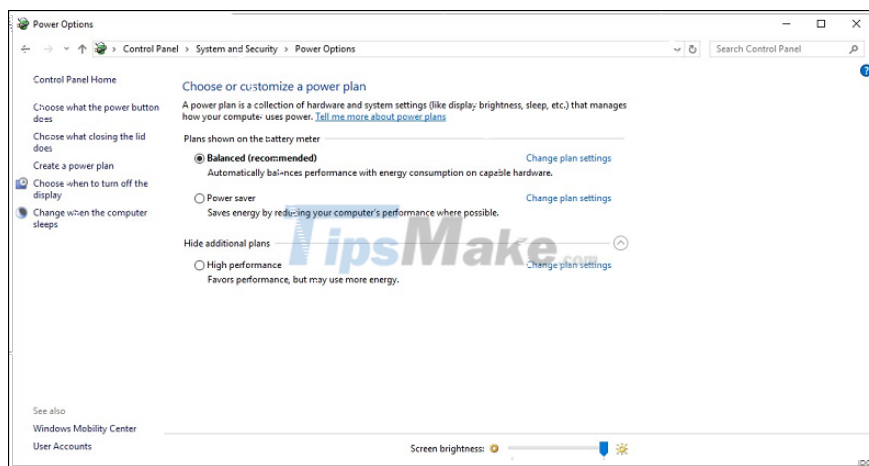 Power Options
Control Panel > System and Security > Power Options
Search Control Panel
Control Panel Home
Choose what the power button
does
Choose what closing the lid
does
Create a power plan
Choose when to turn off the
display
Change when the computer
sleeps
Choose or customize a power plan
A power plan is a collection of hardware and system settings (like display brightness, sleep, etc.) that manages
how your computer uses power. Tell me more about power plans
Plans shown on the battery meter
Balanced (recommended) Change plan settings
Automatically balances performance with energy consumption on capable hardware.
Power saver Change plan settings
Saves energy by reducing your computer's performance where possible.
TipsMake.com
Hide additional plans
High performance Change plan settings
Favors performance, but may use more energy.
See also
Windows Mobility Center
User Accounts
Screen brightness: